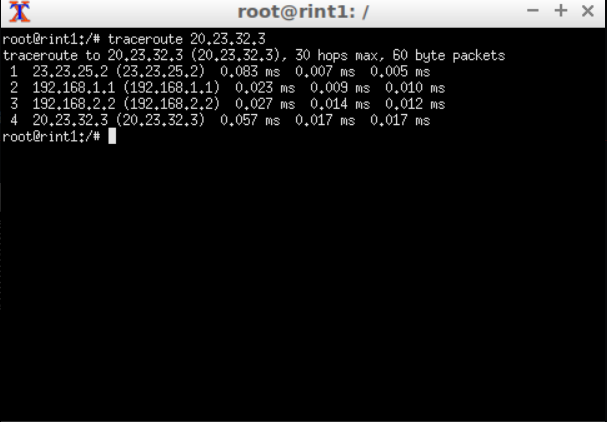 root@rint1: /
root@rint1:/# traceroute 20.23.32.3
traceroute to 20.23.32.3 (20.23.32.3), 30 hops max, 60 byte packets
1 23.23.25.2 (23.23.25.2) 0.083 ms 0.007 ms 0.005 ms
2 192.168.1.1 (192.168.1.1) 0.023 ms 0.009 ms 0.010 ms
3 192.168.2.2 (192.168.2.2) 0.027 ms 0.014 ms 0.012 ms
4 20.23.32.3 (20.23.32.3) 0.057 ms 0.017 ms 0.017 ms
root@rint1:/#